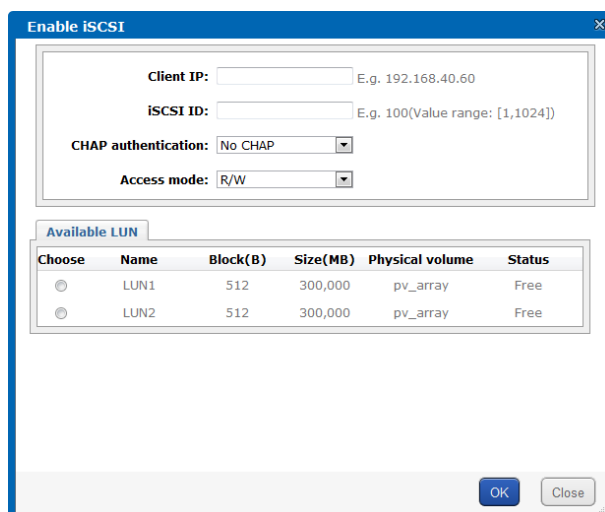 Enable iSCSI
Client IP: E.g. 192.168.40.60
iSCSI ID: E.g. 100(Value range: [1,1024])
CHAP authentication: No CHAP
Access mode: R/W
Available LUN
Choose Name Block(B) Size(MB) Physical volume Status
LUN1 512 300,000 pv_array Free
LUN2 512 300,000 pv_array Free
OK Close